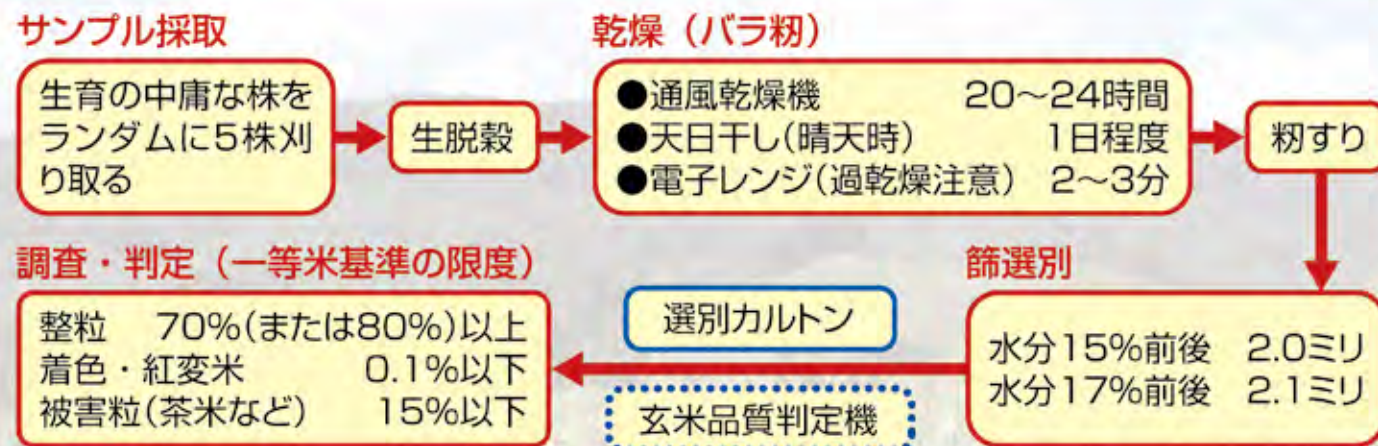 サンプル採取
生育の中庸な株を
ランダムに5株刈
り取る
生脱穀
乾燥（バラ籾）
●通風乾燥機 20～24時間
●天日干し(晴天時) 1日程度
●電子レンジ(過乾燥注意) 2～3分
籾すり
篩選別
水分15%前後 2.0ミリ
水分17%前後 2.1ミリ
選別カルトン
玄米品質判定機
調査・判定（一等米基準の限度）
整粒 70%(または80%)以上
着色・紅変米 0.1%以下
被害粒(茶米など) 15%以下